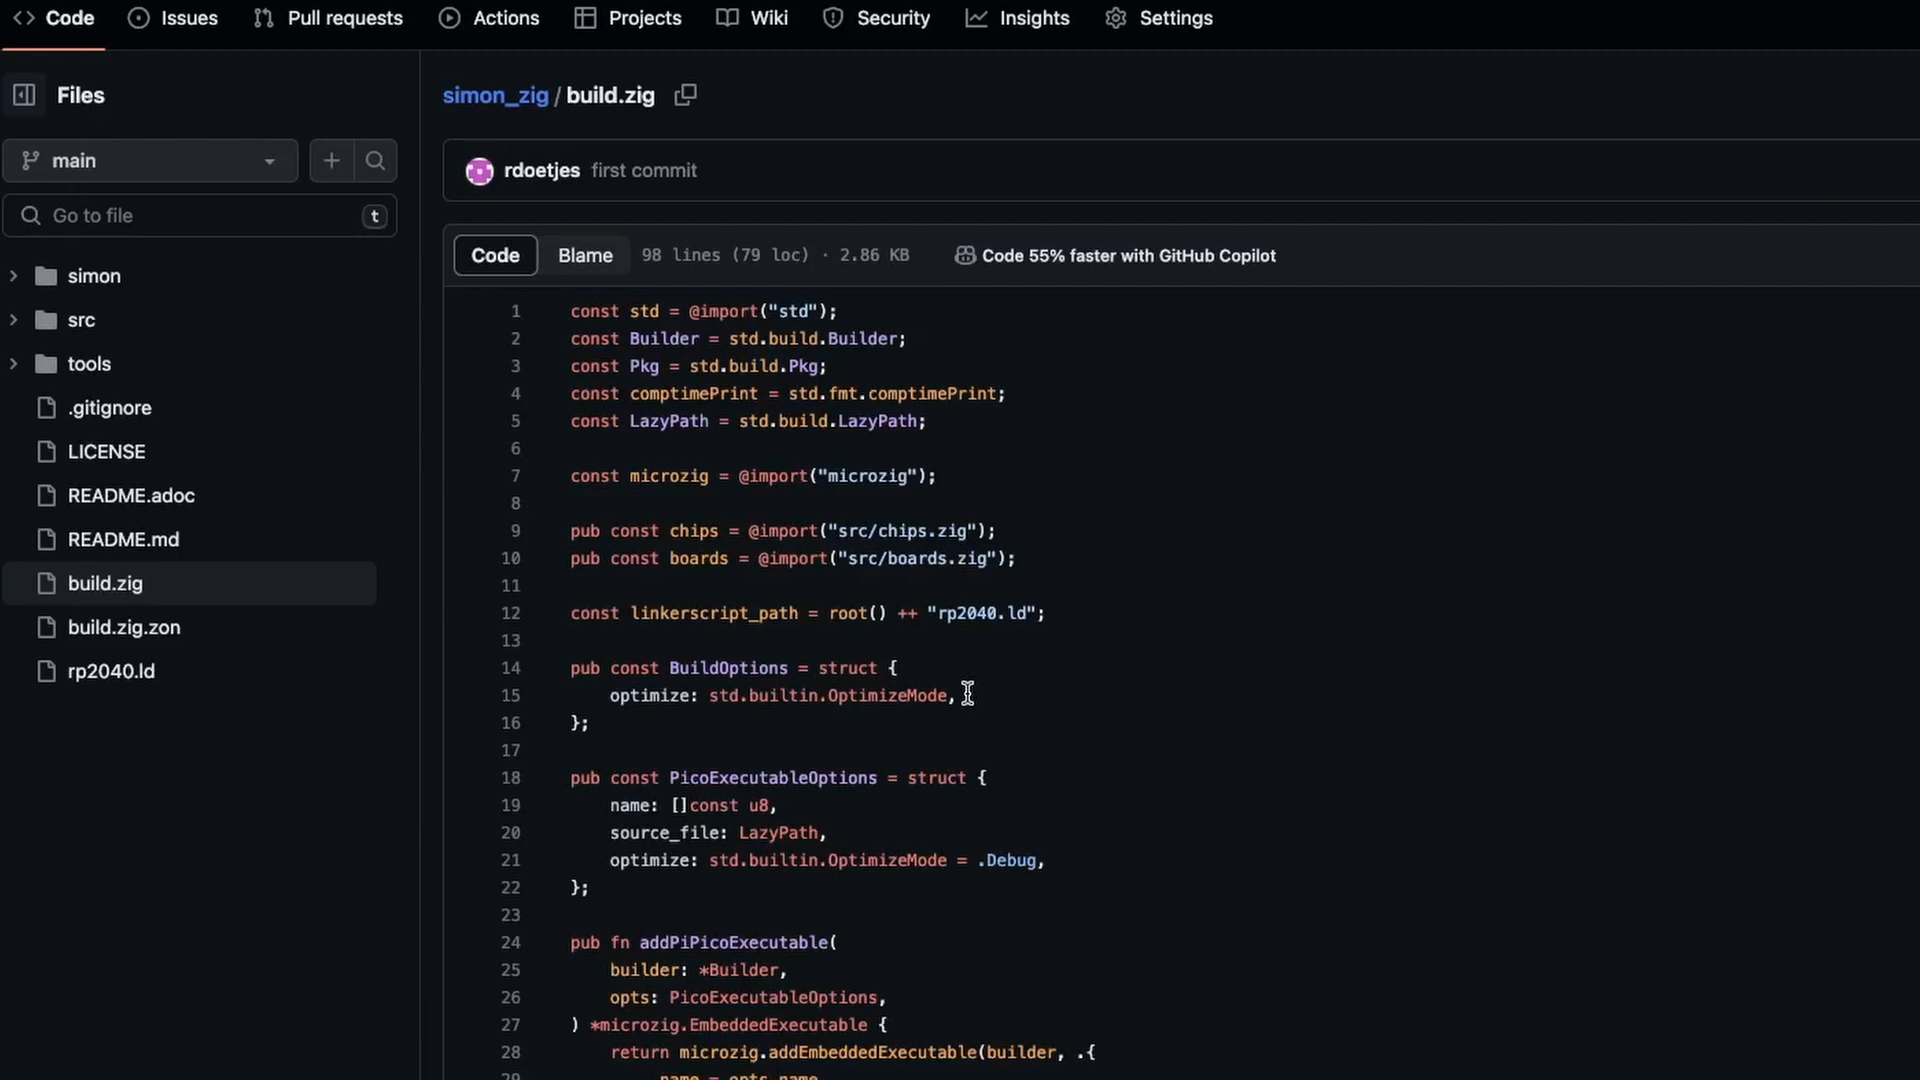 Code Issues Pull requests Actions Projects Wiki Security Insights Settings
Files
main
Go to file t
simon
src
tools
.gitignore
LICENSE
README.adoc
README.md
build.zig
build.zig.zon
rp2040.ld
simon_zig / build.zig
rdoetjes first commit
Code Blame 98 lines (79 loc) · 2.86 KB Code 55% faster with GitHub Copilot
1 const std = @import("std");
2 const Builder = std.build.Builder;
3 const Pkg = std.build.Pkg;
4 const comptimePrint = std.fmt.comptimePrint;
5 const LazyPath = std.build.LazyPath;
6
7 const microzig = @import("microzig");
8
9 pub const chips = @import("src/chips.zig");
10 pub const boards = @import("src/boards.zig");
11
12 const linkerscript_path = root() ++ "rp2040.ld";
13
14 pub const BuildOptions = struct {
15     optimize: std.builtin.OptimizeMode,
16 };
17
18 pub const PicoExecutableOptions = struct {
19     name: []const u8,
20     source_file: LazyPath,
21     optimize: std.builtin.OptimizeMode = .Debug,
22 };
23
24 pub fn addPiPicoExecutable(
25     builder: *Builder,
26     opts: PicoExecutableOptions,
27 ) *microzig.EmbeddedExecutable {
28     return microzig.addEmbeddedExecutable(builder, .{
29         .name = opts.name,